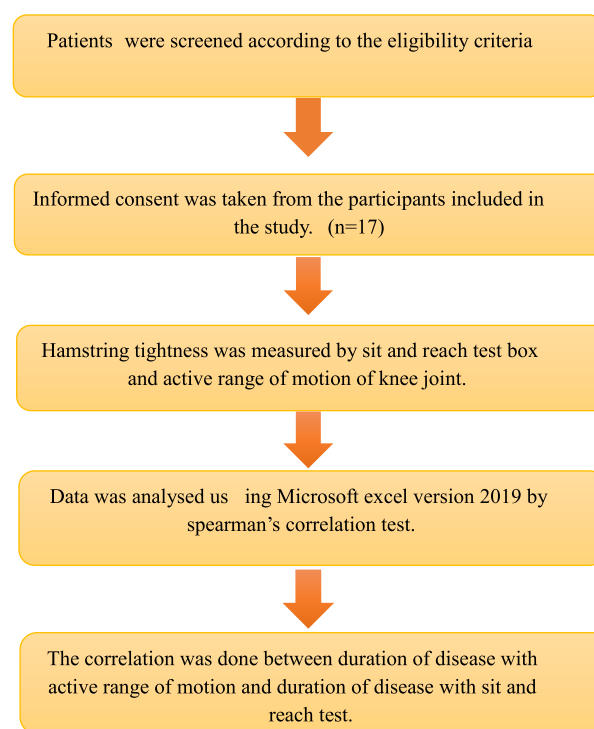 Patients were screened according to the eligibility criteria
Informed consent was taken from the participants included in
the study. (n=17)
Hamstring tightness was measured by sit and reach test box
and active range of motion of knee joint.
Data was analysed us ing Microsoft excel version 2019 by
spearman’s correlation test.
The correlation was done between duration of disease with
active range of motion and duration of disease with sit and
reach test.